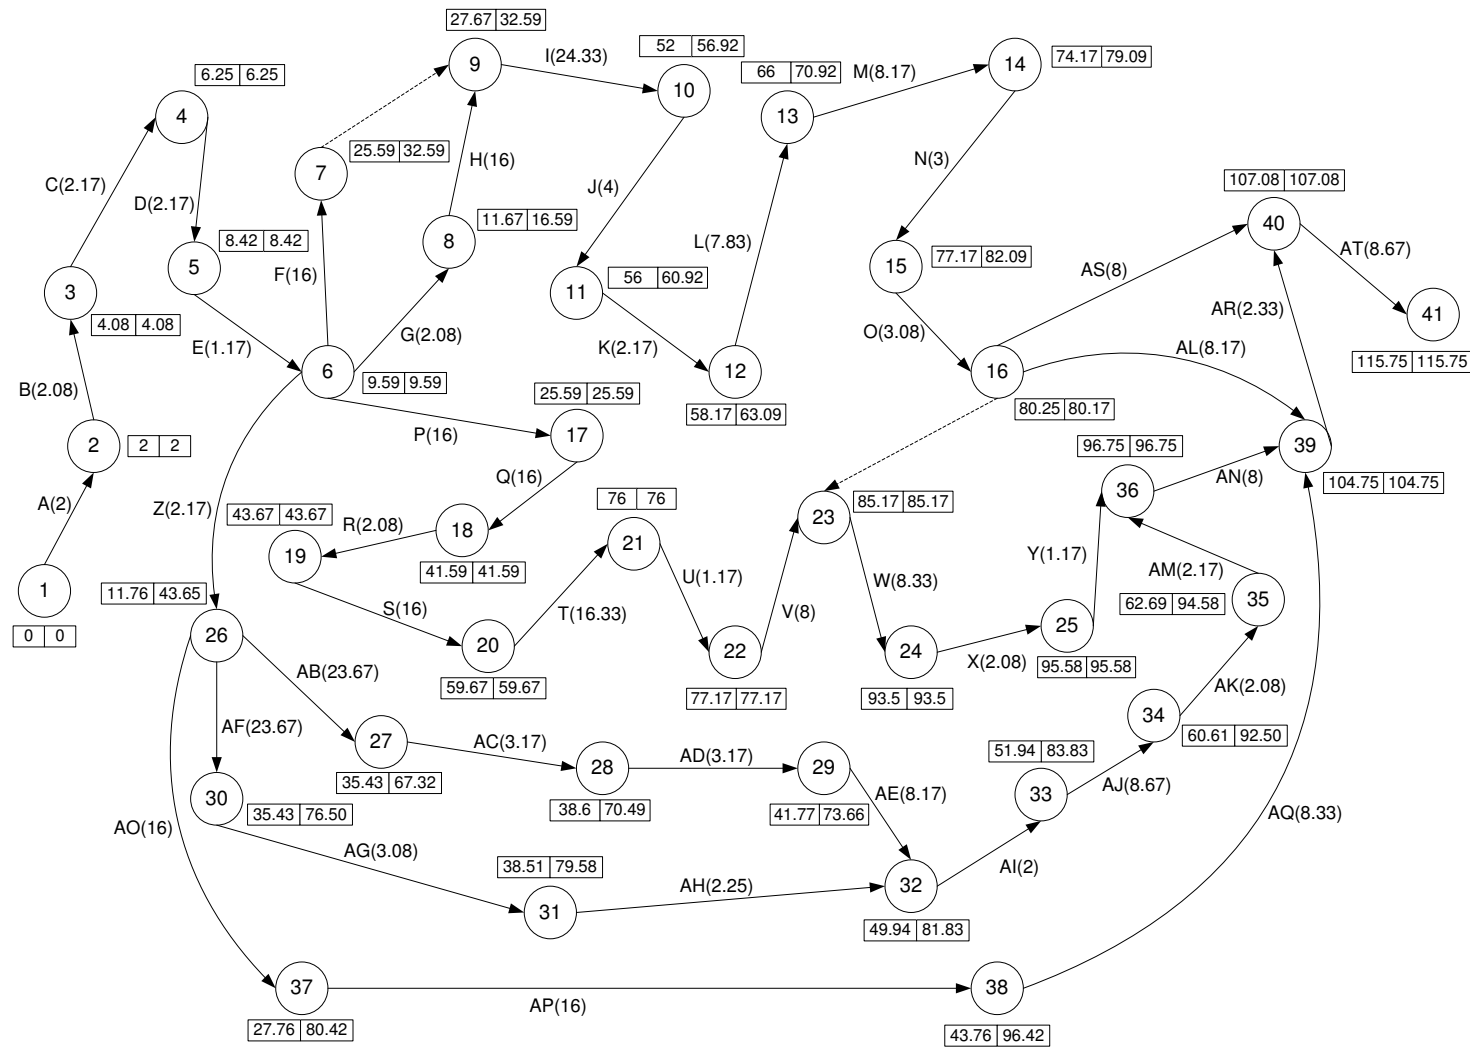 27.67 32.59
9
I(24.33)
52 56.92
10
66 70.92
M(8.17)
13
14
74.17 79.09
6.25 6.25
4
C(2.17)
D(2.17)
7
25.59 32.59
H(16)
8
11.67 16.59
J(4)
N(3)
L(7.83)
15
77.17 82.09
107.08 107.08
40
AS(8)
AT(8.67)
5
8.42 8.42
3
4.08 4.08
F(16)
G(2.08)
11
56 60.92
K(2.17)
O(3.08)
AR(2.33)
41
115.75 115.75
E(1.17)
6
9.59 9.59
12
58.17 63.09
16
80.25 80.17
AL(8.17)
B(2.08)
2
2 2
P(16)
25.59 25.59
17
39
104.75 104.75
96.75 96.75
36
AN(8)
A(2)
Z(2.17)
43.67 43.67
R(2.08)
Q(16)
18
41.59 41.59
19
76 76
21
23
85.17 85.17
1
0 0
11.76 43.65
26
S(16)
20
59.67 59.67
T(16.33)
U(1.17)
22
77.17 77.17
V(8)
W(8.33)
24
93.5 93.5
X(2.08)
25
95.58 95.58
Y(1.17)
AM(2.17)
62.69 94.58
35
AB(23.67)
AF(23.67)
27
35.43 67.32
AC(3.17)
28
38.6 70.49
AD(3.17)
29
41.77 73.66
AE(8.17)
51.94 83.83
33
AJ(8.67)
34
60.61 92.50
AK(2.08)
30
35.43 76.50
AO(16)
AG(3.08)
38.51 79.58
31
AH(2.25)
32
49.94 81.83
AI(2)
AQ(8.33)
37
27.76 80.42
AP(16)
38
43.76 96.42